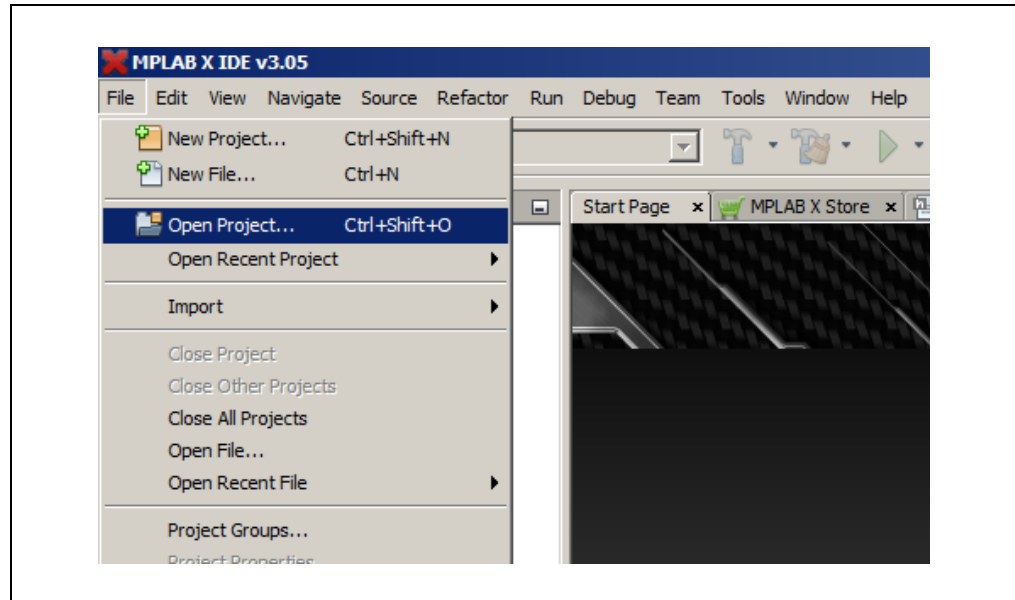 MPLAB X IDE v3.05
File Edit View Navigate Source Refactor Run Debug Team Tools Window Help
New Project... Ctrl+Shift+N
New File... Ctrl+N
Start Page MPLAB X Store
Open Project... Ctrl+Shift+O
Open Recent Project
Import
Close Project
Close Other Projects
Close All Projects
Open File...
Open Recent File
Project Groups...
Project Properties